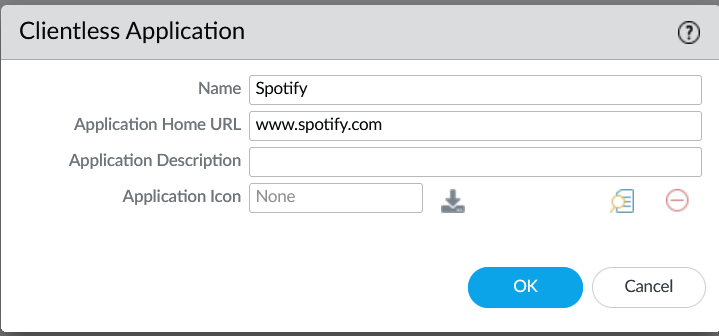 Clientless Application
?
Name Spotify
Application Home URL www.spotify.com
Application Description
Application Icon None
OK Cancel